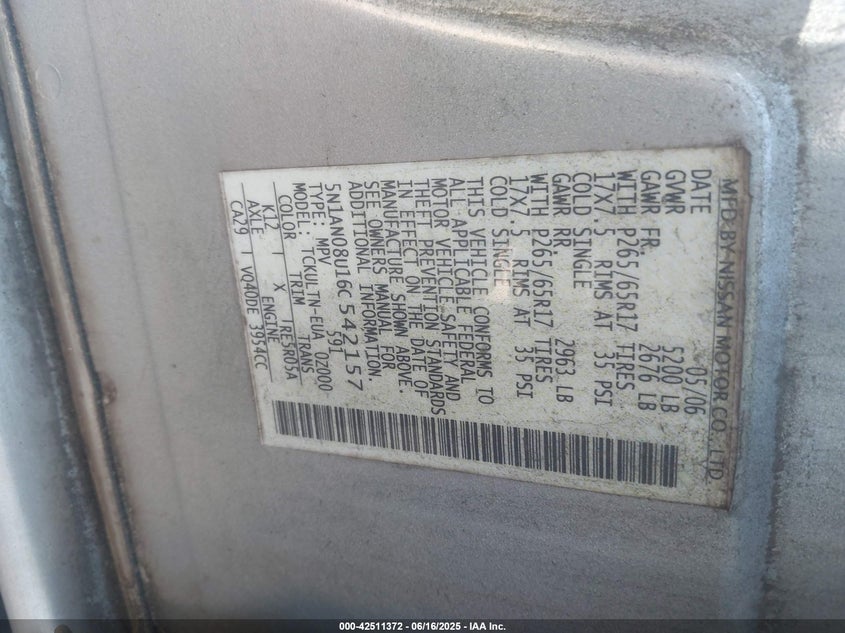 MFD BY NISSAN MOTOR CO., LTD.
DATE 05/06
GVWR 5200 LB
GAWR FR. 2676 LB
WITH P265/65R17 TIRES
17X7.5 RIMS AT 35 PSI
COLD SINGLE
GAWR RR. 2963 LB
WITH P265/65R17 TIRES
17X7.5 RIMS AT 35 PSI
COLD SINGLE
THIS VEHICLE CONFORMS TO
ALL APPLICABLE FEDERAL
MOTOR VEHICLE SAFETY AND
THEFT PREVENTION STANDARDS
IN EFFECT ON THE DATE OF
MANUFACTURE SHOWN ABOVE.
SEE OWNERS MANUAL FOR
ADDITIONAL INFORMATION.
5N1AN08U16C542157
TYPE: MPV 591
MODEL: TCKULTN-EUA 02000
COLOR TRIM TRANS
K12 I X TRE5R05A
AXLE ENGINE
CA29 I VQ40DE 3954CC
000-42511372 | 06/16/2025 | IAA Inc.